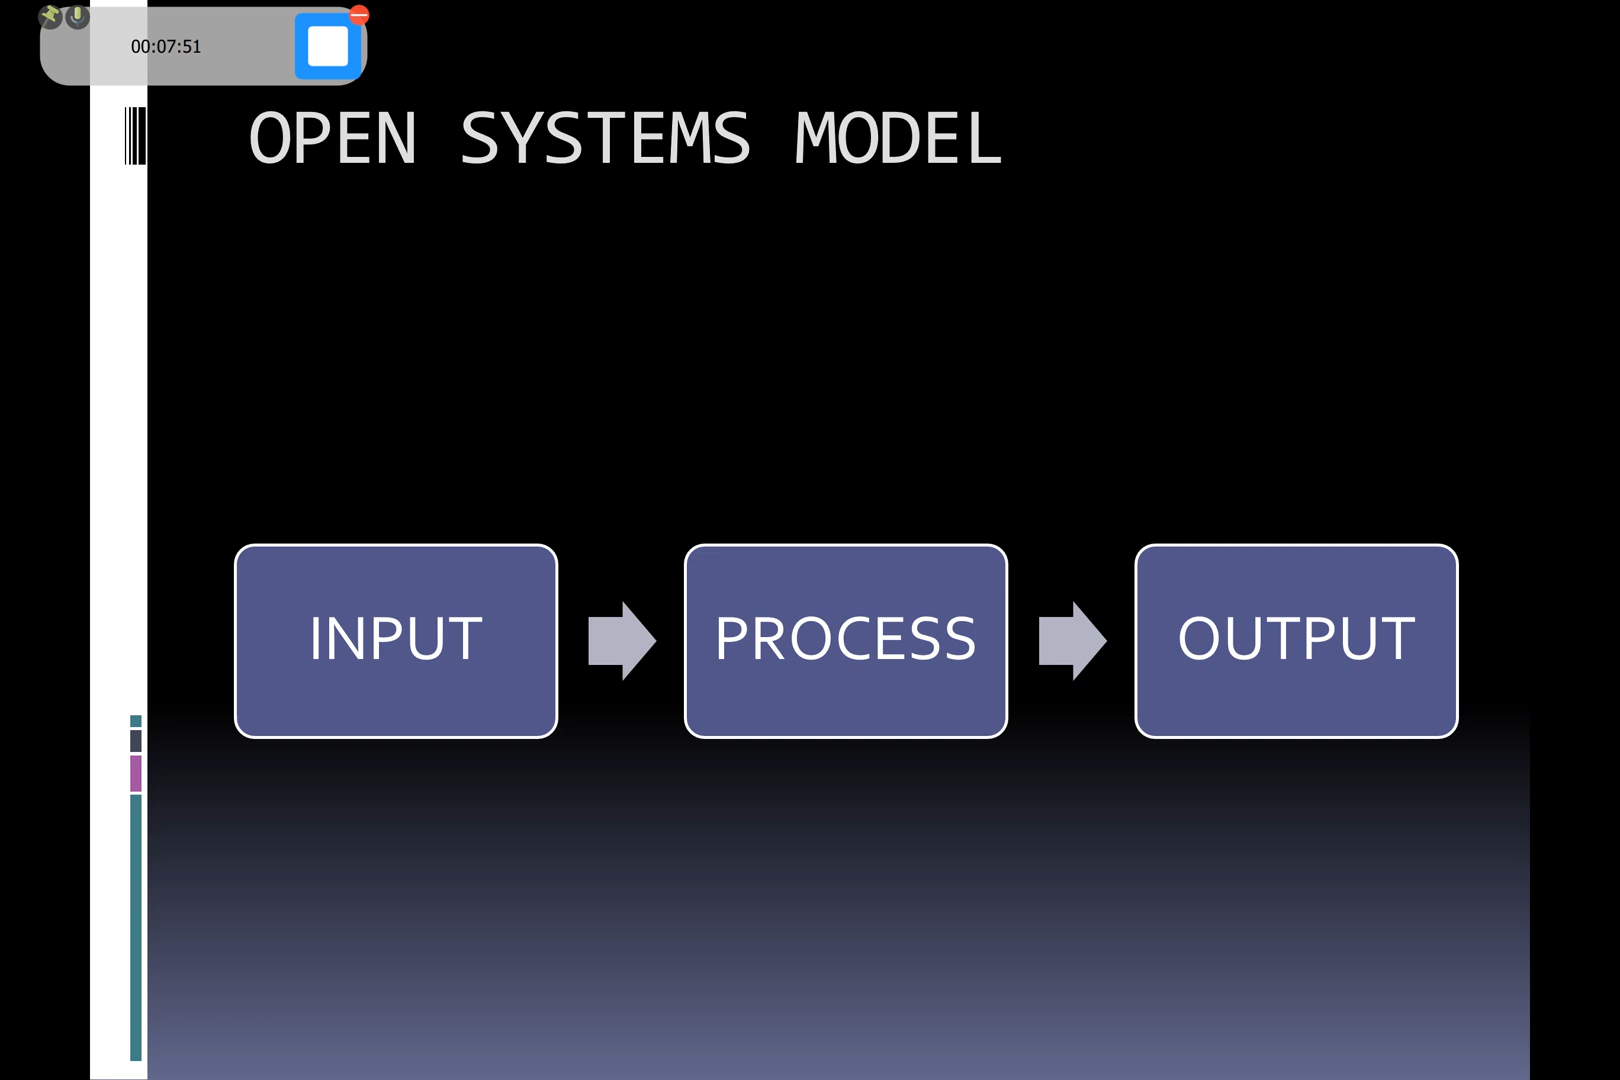 00:07:51
OPEN SYSTEMS MODEL
INPUT
PROCESS
OUTPUT